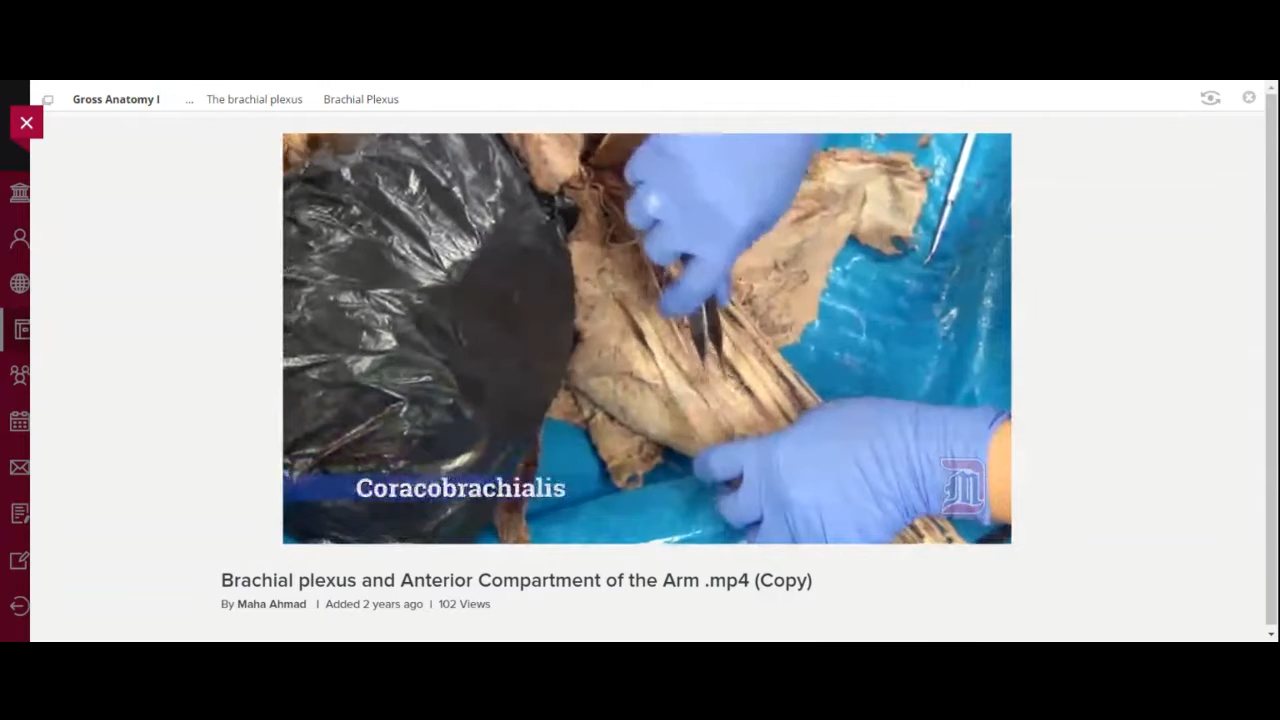 Gross Anatomy I ... The brachial plexus Brachial Plexus
Coracobrachialis
Brachial plexus and Anterior Compartment of the Arm .mp4 (Copy)
By Maha Ahmad | Added 2 years ago | 102 Views